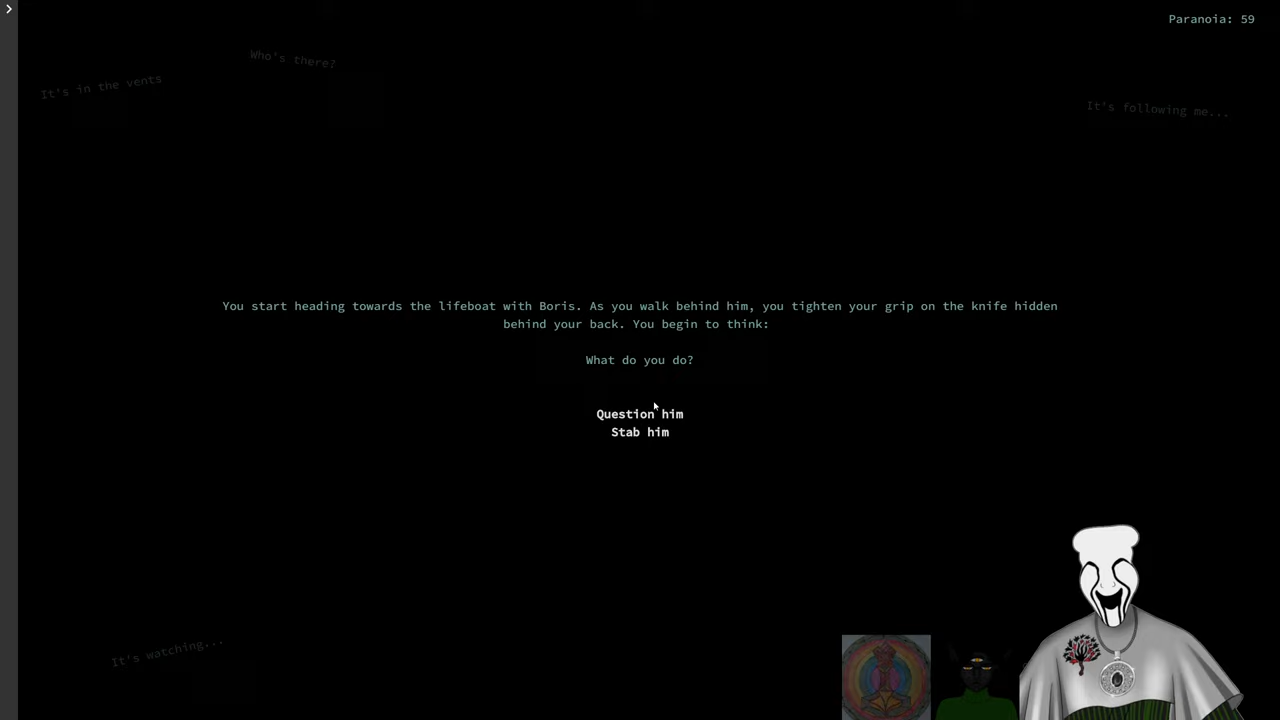 Paranoia: 59
Who's there?
It's in the vents
It's following me...
You start heading towards the lifeboat with Boris. As you walk behind him, you tighten your grip on the knife hidden
behind your back. You begin to think:
What do you do?
Question him
Stab him
It's watching...